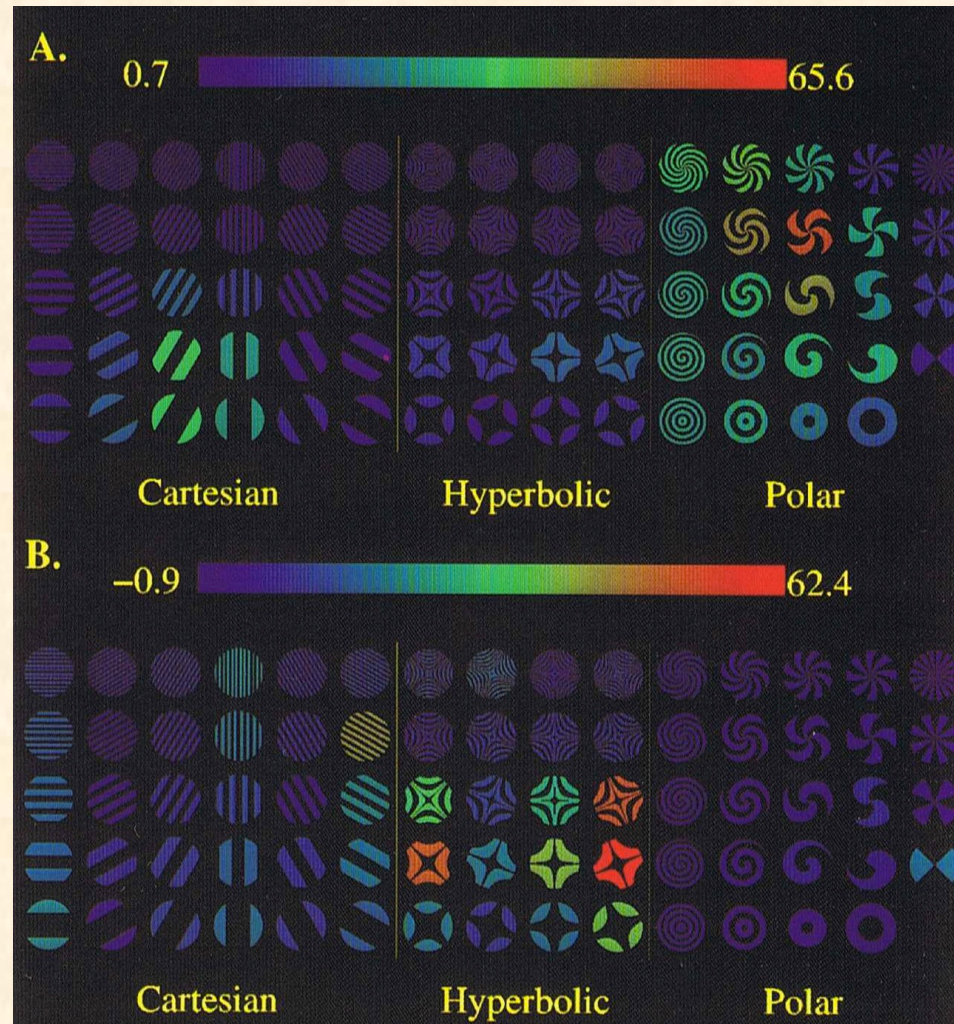 A.
0.7 65.6
Cartesian Hyperbolic Polar
B.
−0.9 62.4
Cartesian Hyperbolic Polar